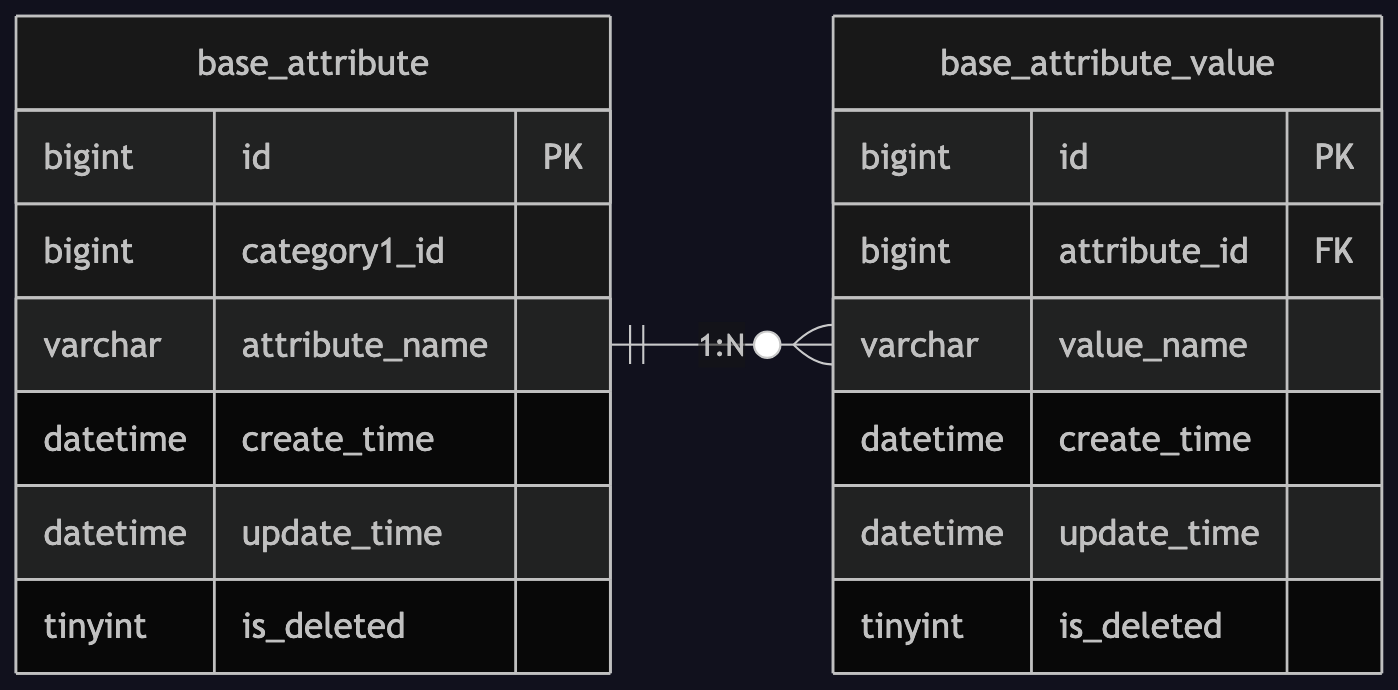 base_attribute
bigint id PK
bigint category1_id
varchar attribute_name
datetime create_time
datetime update_time
tinyint is_deleted
1:N
base_attribute_value
bigint id PK
bigint attribute_id FK
varchar value_name
datetime create_time
datetime update_time
tinyint is_deleted